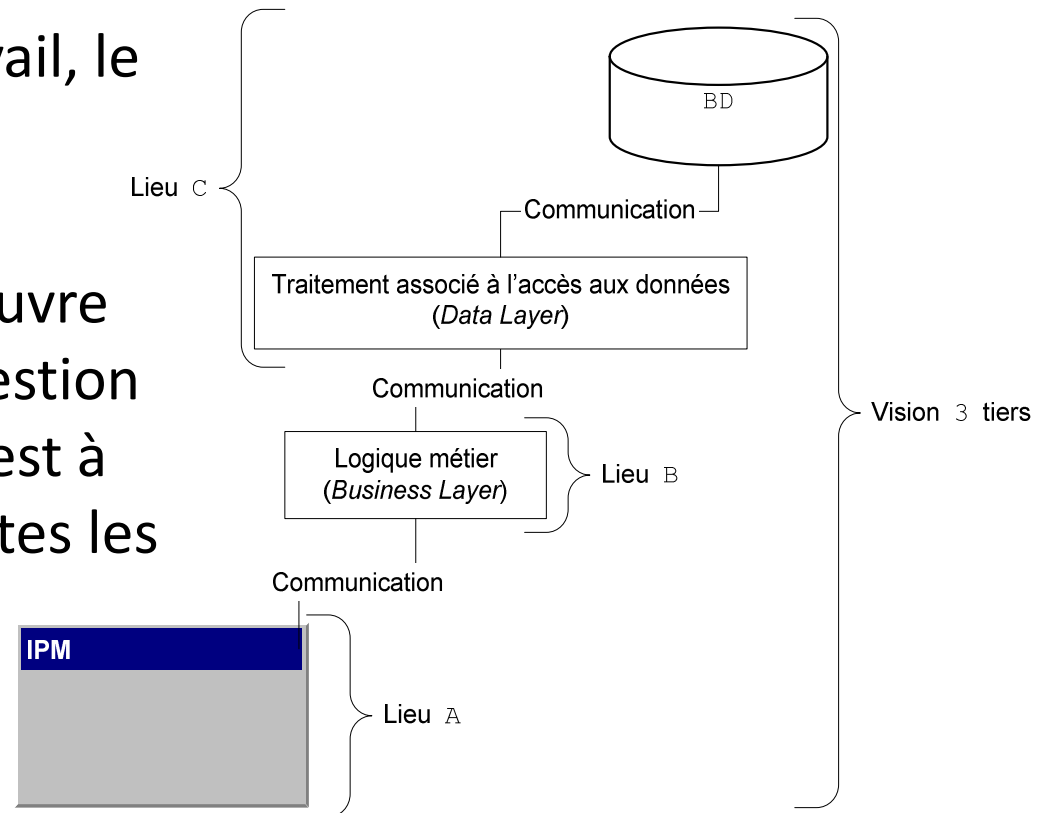 vail, le
uvre
estion
est à
tes les
BD
Lieu C
Communication
Traitement associé à l’accès aux données
(Data Layer)
Communication
Vision 3 tiers
Logique métier
(Business Layer)
Lieu B
Communication
IPM
Lieu A